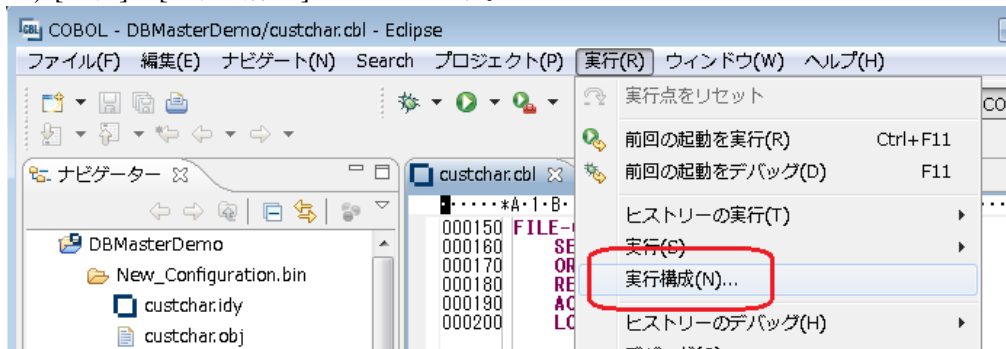 COBOL - DBMasterDemo/custchar.cbl - Eclipse
ファイル(F) 編集(E) ナビゲート(N) Search プロジェクト(P) 実行(R) ウィンドウ(W) ヘルプ(H)
実行点をリセット
CO
前回の起動を実行(R) Ctrl+F11
前回の起動をデバッグ(D) F11
ヒストリーの実行(T)
実行(S)
実行構成(N)...
ヒストリーのデバッグ(H)
ナビゲーター
DBMasterDemo
New_Configuration.bin
custchar.idy
custchar.obj
custchar.cbl
*A-1-B-
000150 FILE-
000160 SE
000170 OR
000180 RE
000190 AC
000200 LO